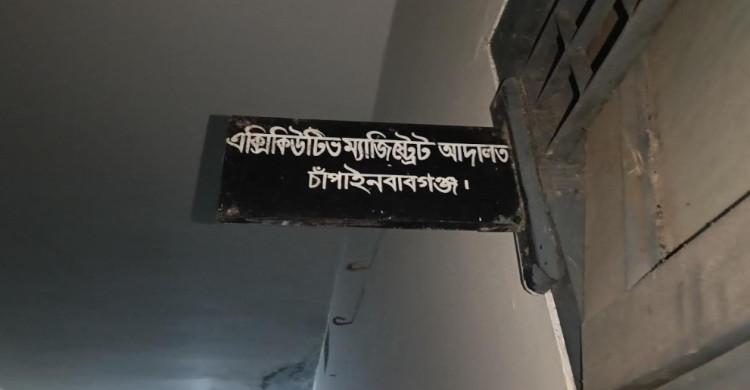 এক্সিকিউটিভ ম্যাজিষ্ট্রেট আদালত
চাঁপাইনবাবগঞ্জ।